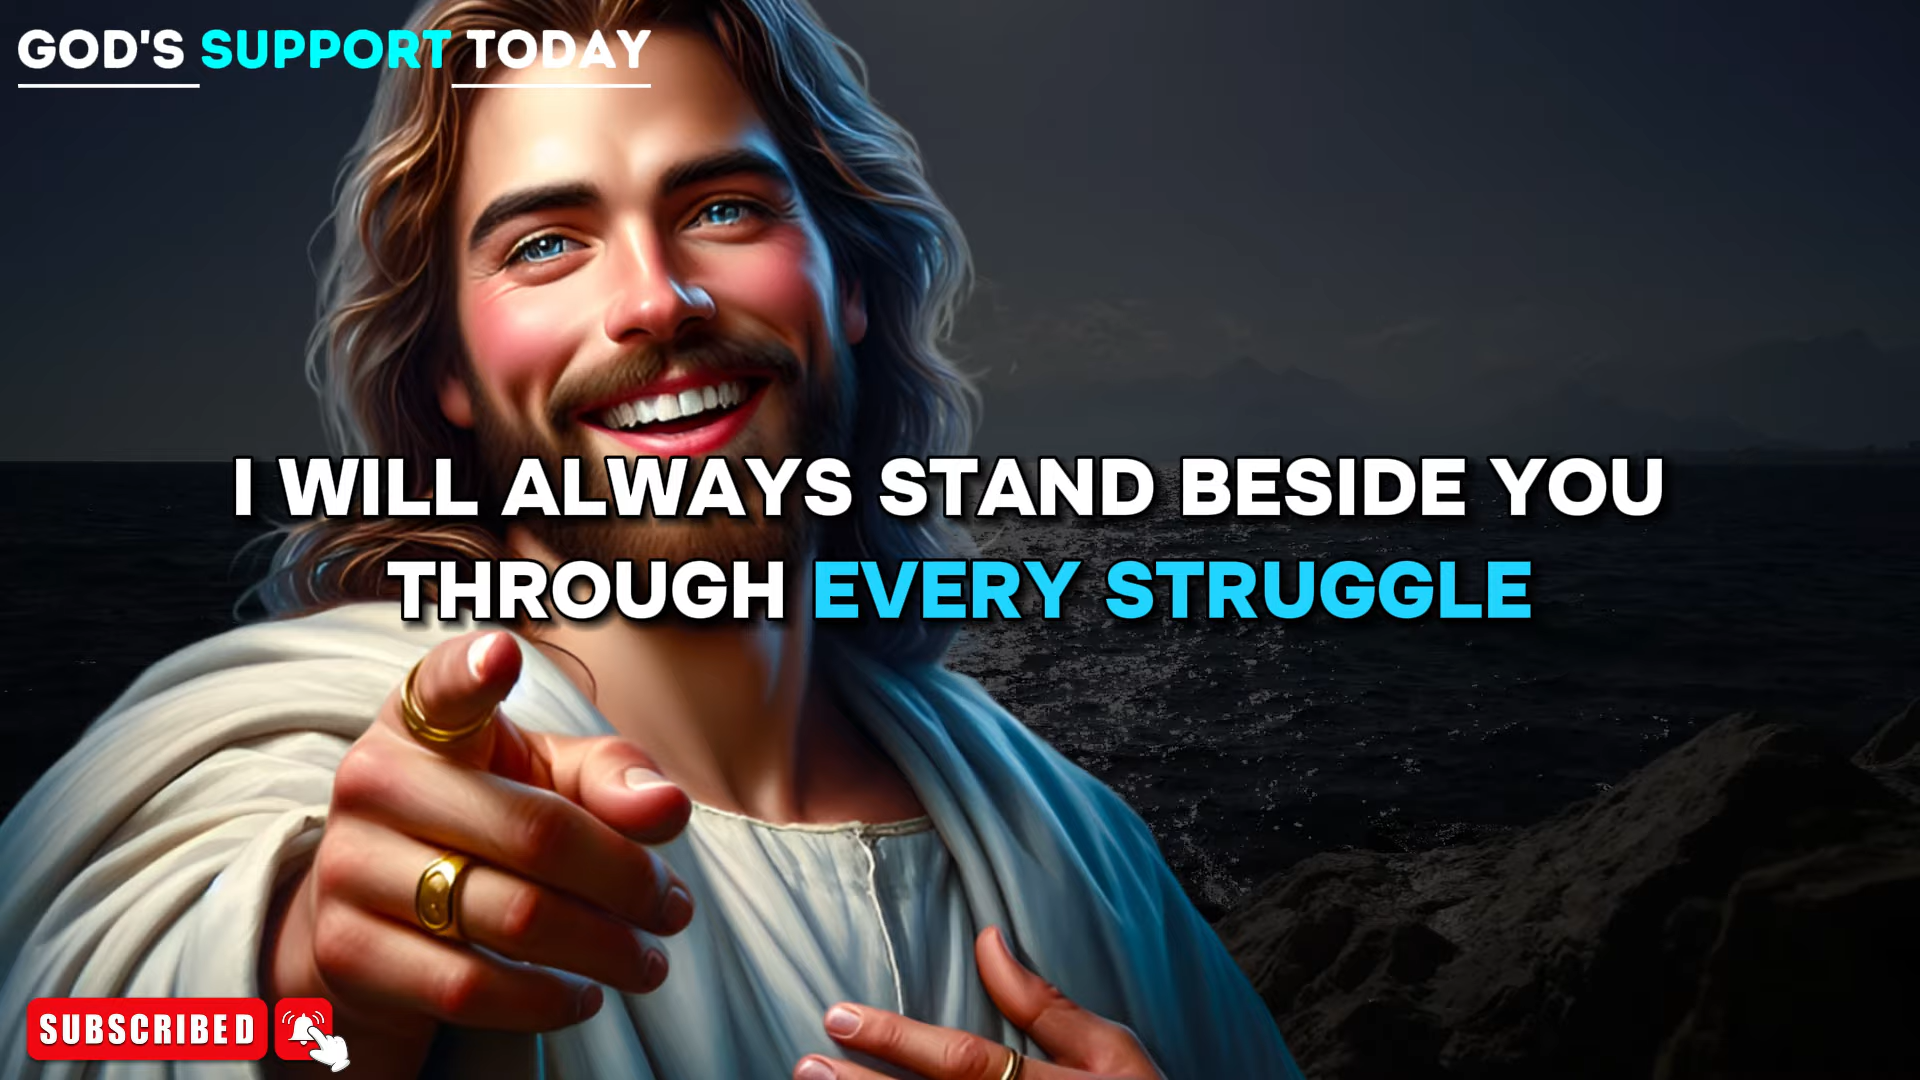 GOD'S SUPPORT TODAY
I WILL ALWAYS STAND BESIDE YOU
THROUGH EVERY STRUGGLE
SUBSCRIBED